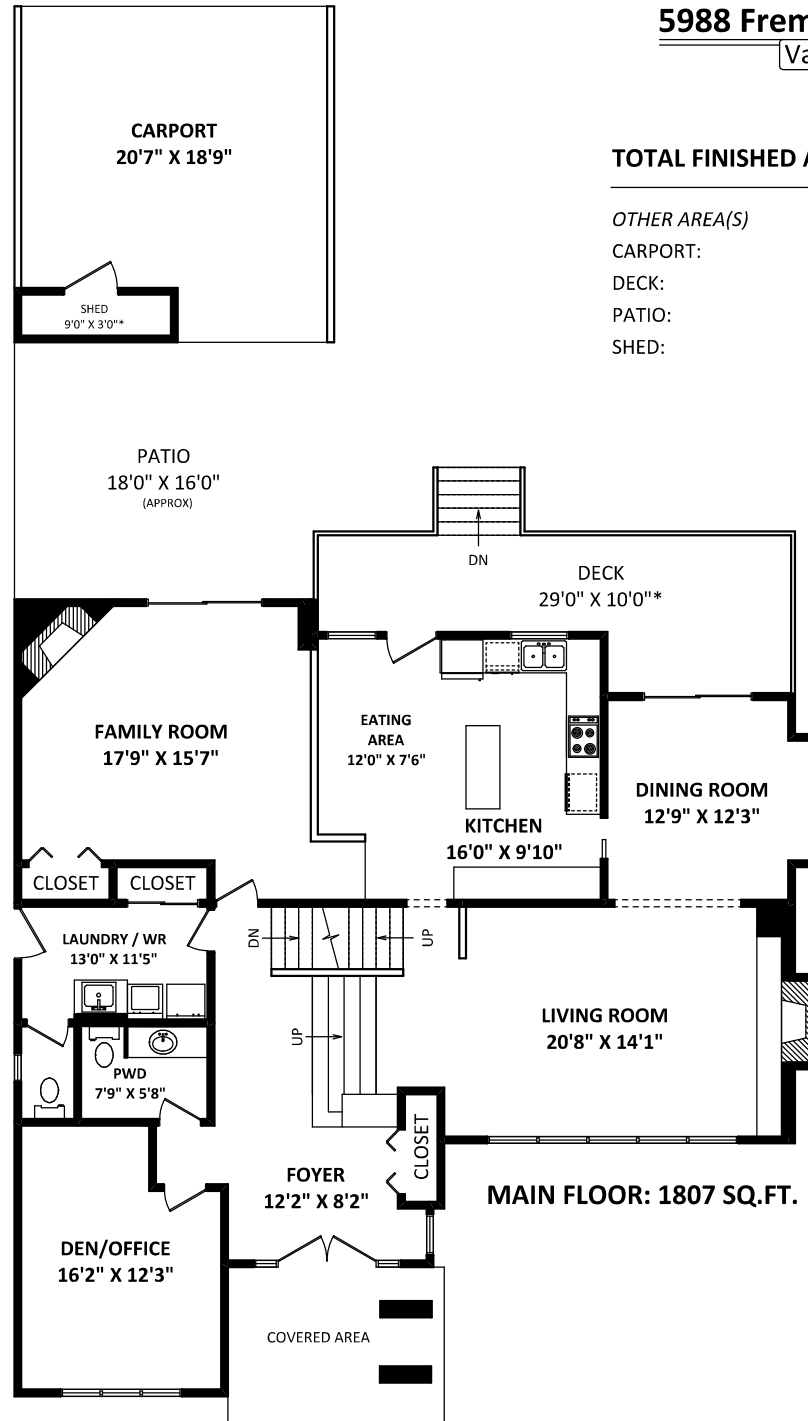 5988 Frem
Va
CARPORT
20'7" X 18'9"
TOTAL FINISHED A
OTHER AREA(S)
CARPORT:
DECK:
PATIO:
SHED:
SHED
9'0" X 3'0"*
PATIO
18'0" X 16'0"
(APPROX)
DN
DECK
29'0" X 10'0"*
FAMILY ROOM
17'9" X 15'7"
EATING
AREA
12'0" X 7'6"
KITCHEN
16'0" X 9'10"
DINING ROOM
12'9" X 12'3"
CLOSET
CLOSET
LAUNDRY / WR
13'0" X 11'5"
DN
UP
UP
LIVING ROOM
20'8" X 14'1"
PWD
7'9" X 5'8"
CLOSET
FOYER
12'2" X 8'2"
MAIN FLOOR: 1807 SQ.FT.
DEN/OFFICE
16'2" X 12'3"
COVERED AREA